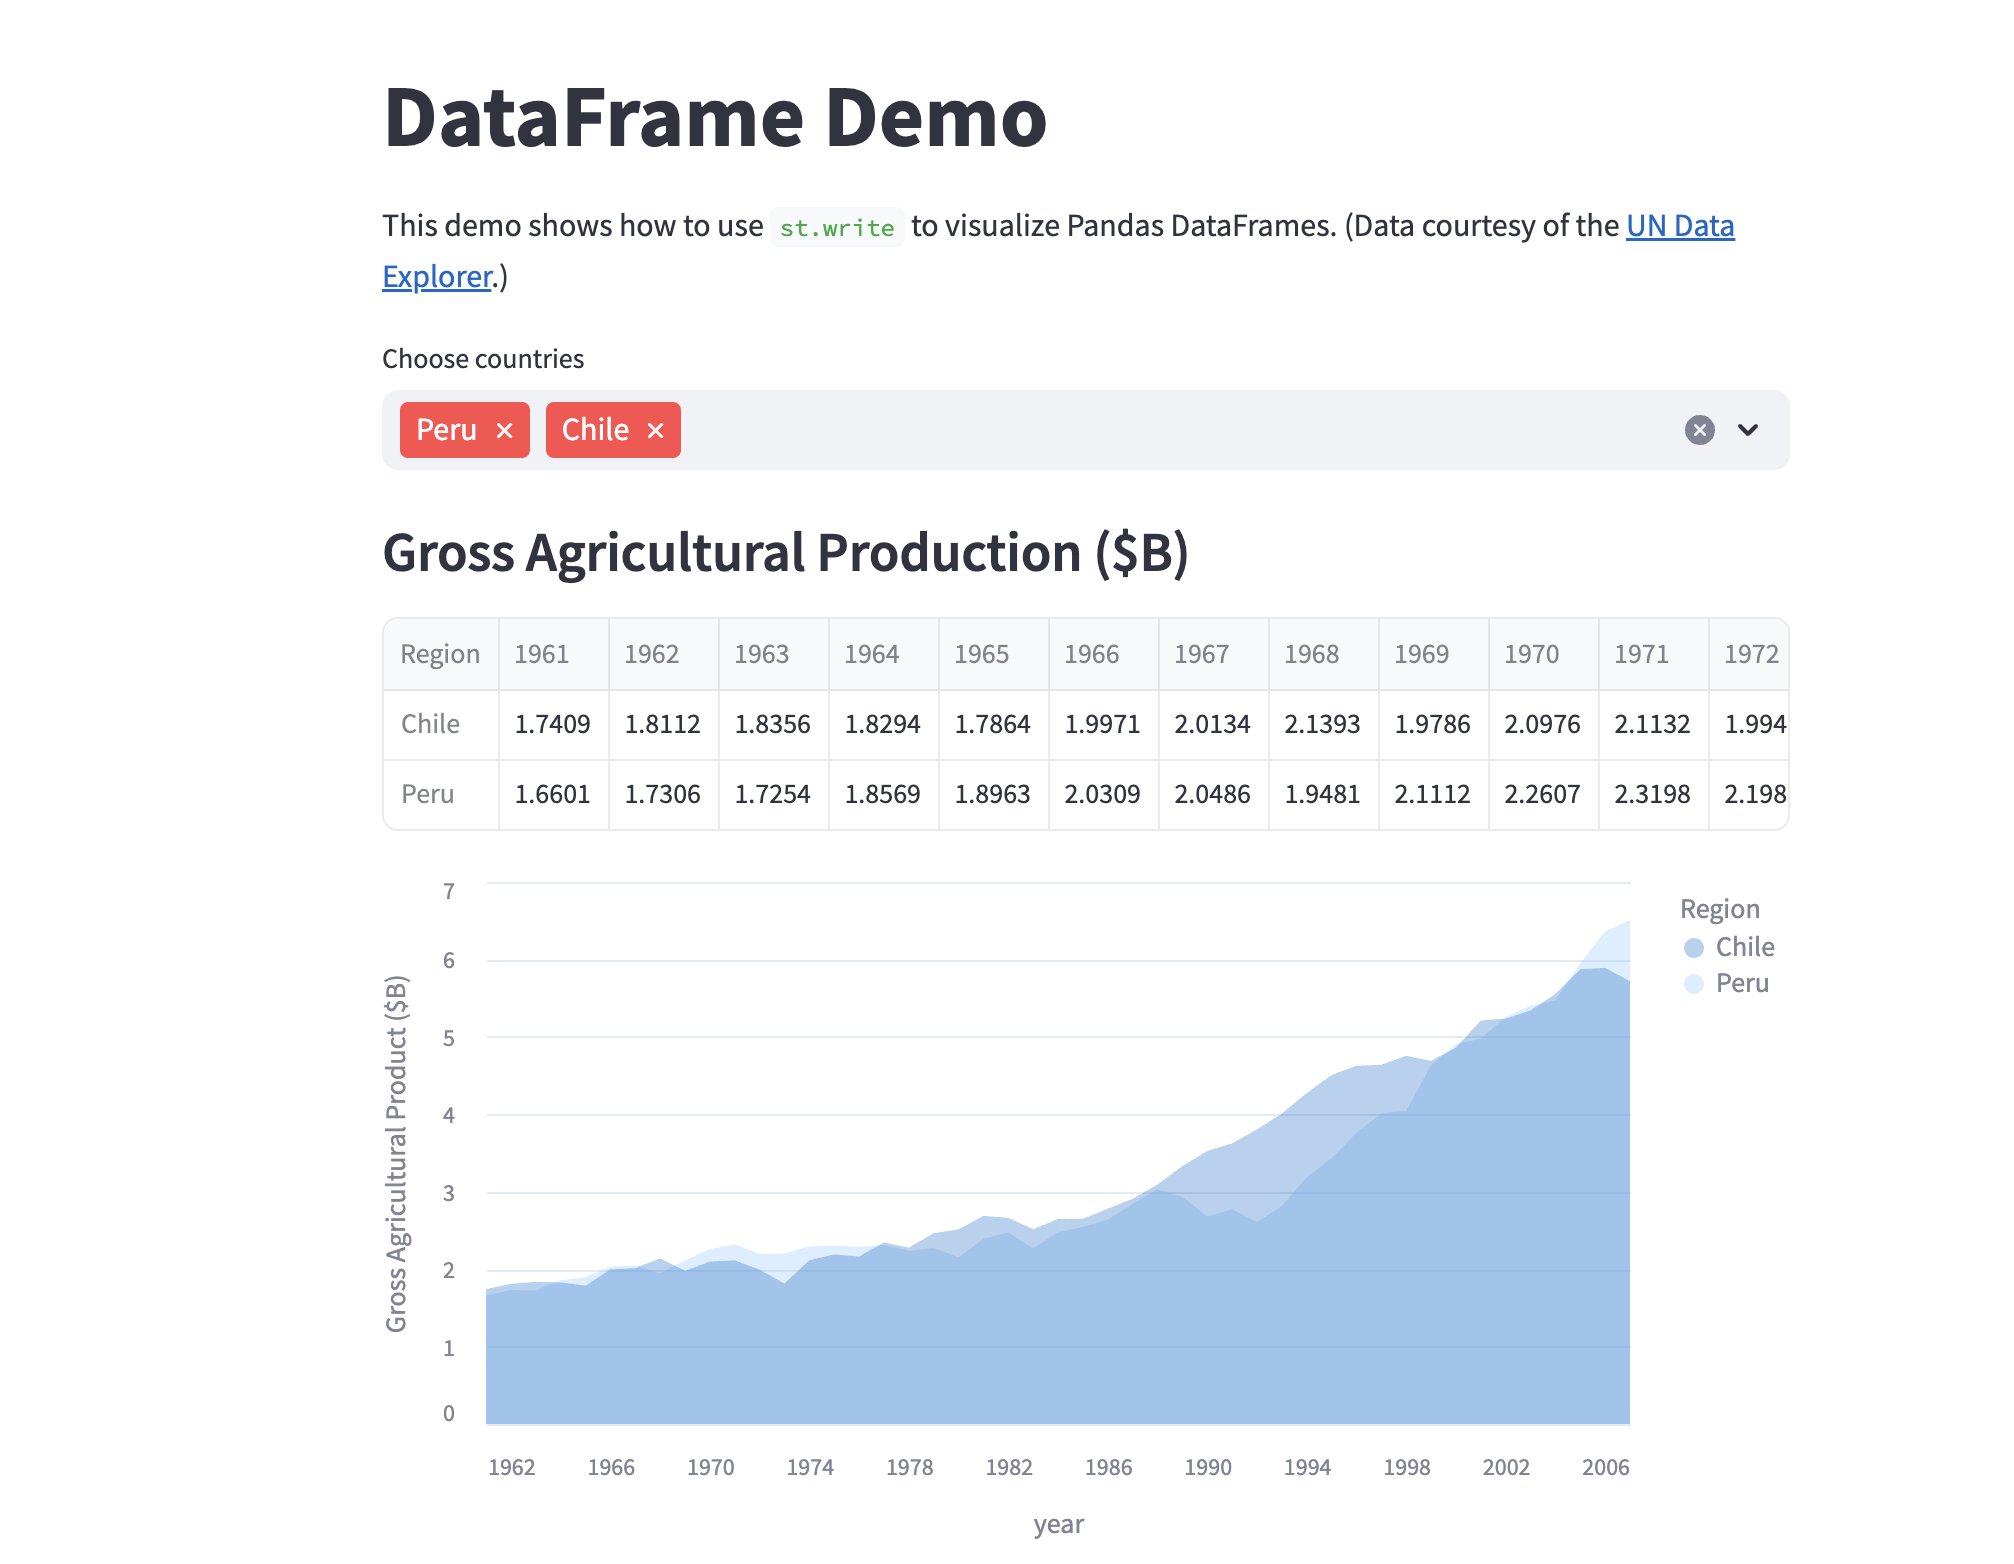 DataFrame Demo
This demo shows how to use st.write to visualize Pandas DataFrames. (Data courtesy of the UN Data
Explorer.)
Choose countries
Peru × Chile ×
Gross Agricultural Production ($B)
Region 1961 1962 1963 1964 1965 1966 1967 1968 1969 1970 1971 1972
Chile 1.7409 1.8112 1.8356 1.8294 1.7864 1.9971 2.0134 2.1393 1.9786 2.0976 2.1132 1.994
Peru 1.6601 1.7306 1.7254 1.8569 1.8963 2.0309 2.0486 1.9481 2.1112 2.2607 2.3198 2.198
Gross Agricultural Product ($B)
7
6
5
4
3
2
1
0
1962 1966 1970 1974 1978 1982 1986 1990 1994 1998 2002 2006
year
Region
Chile
Peru